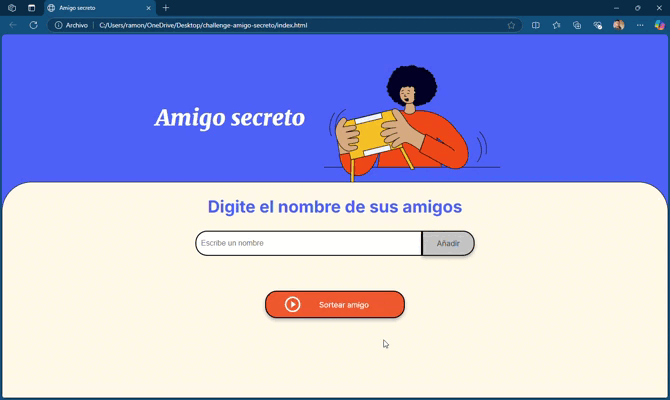 Amigo secreto
Archivo
C:/Users/ramon/OneDrive/Desktop/challenge-amigo-secreto/index.html
Amigo secreto
Digite el nombre de sus amigos
Escribe un nombre
Añadir
Sortear amigo